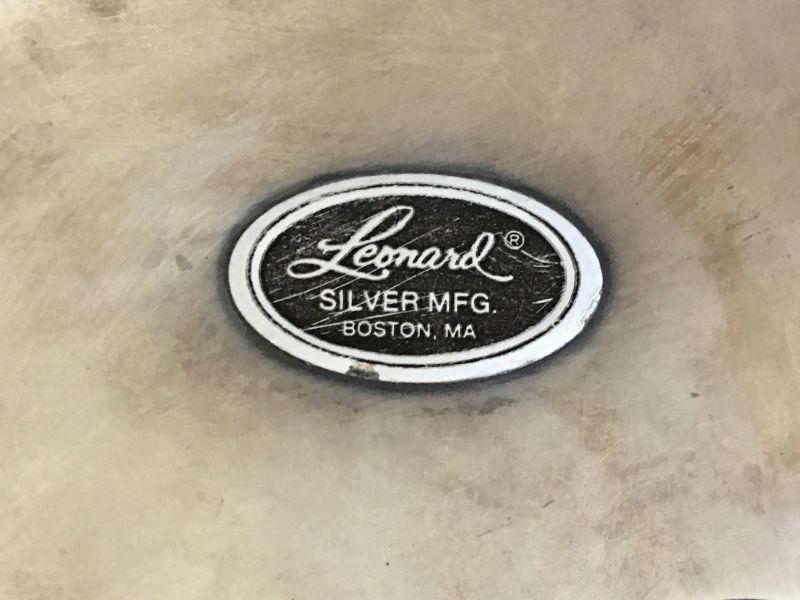 Leonard®
SILVER MFG.
BOSTON, MA